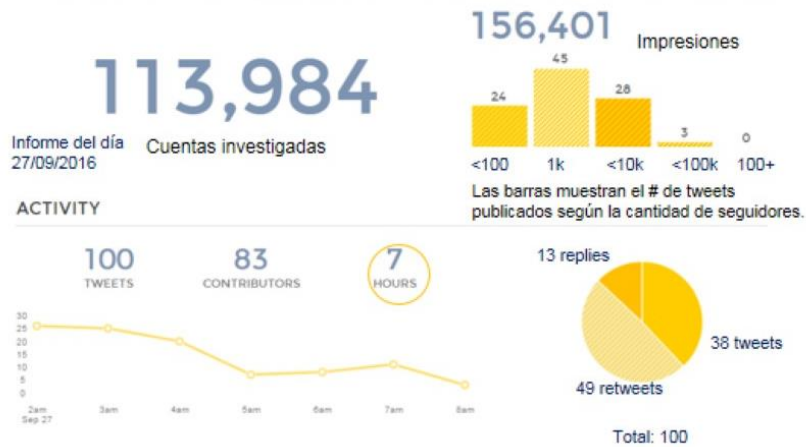 113,984
Informe del día
27/09/2016
Cuentas investigadas
156,401
Impresiones
24
45
28
3
0
<100
1k
<10k
<100k
100+
Las barras muestran el # de tweets
publicados según la cantidad de seguidores.
ACTIVITY
100
TWEETS
83
CONTRIBUTORS
7
HOURS
30
25
20
15
10
5
0
2am
Sep 27
3am
4am
5am
6am
7am
8am
13 replies
38 tweets
49 retweets
Total: 100